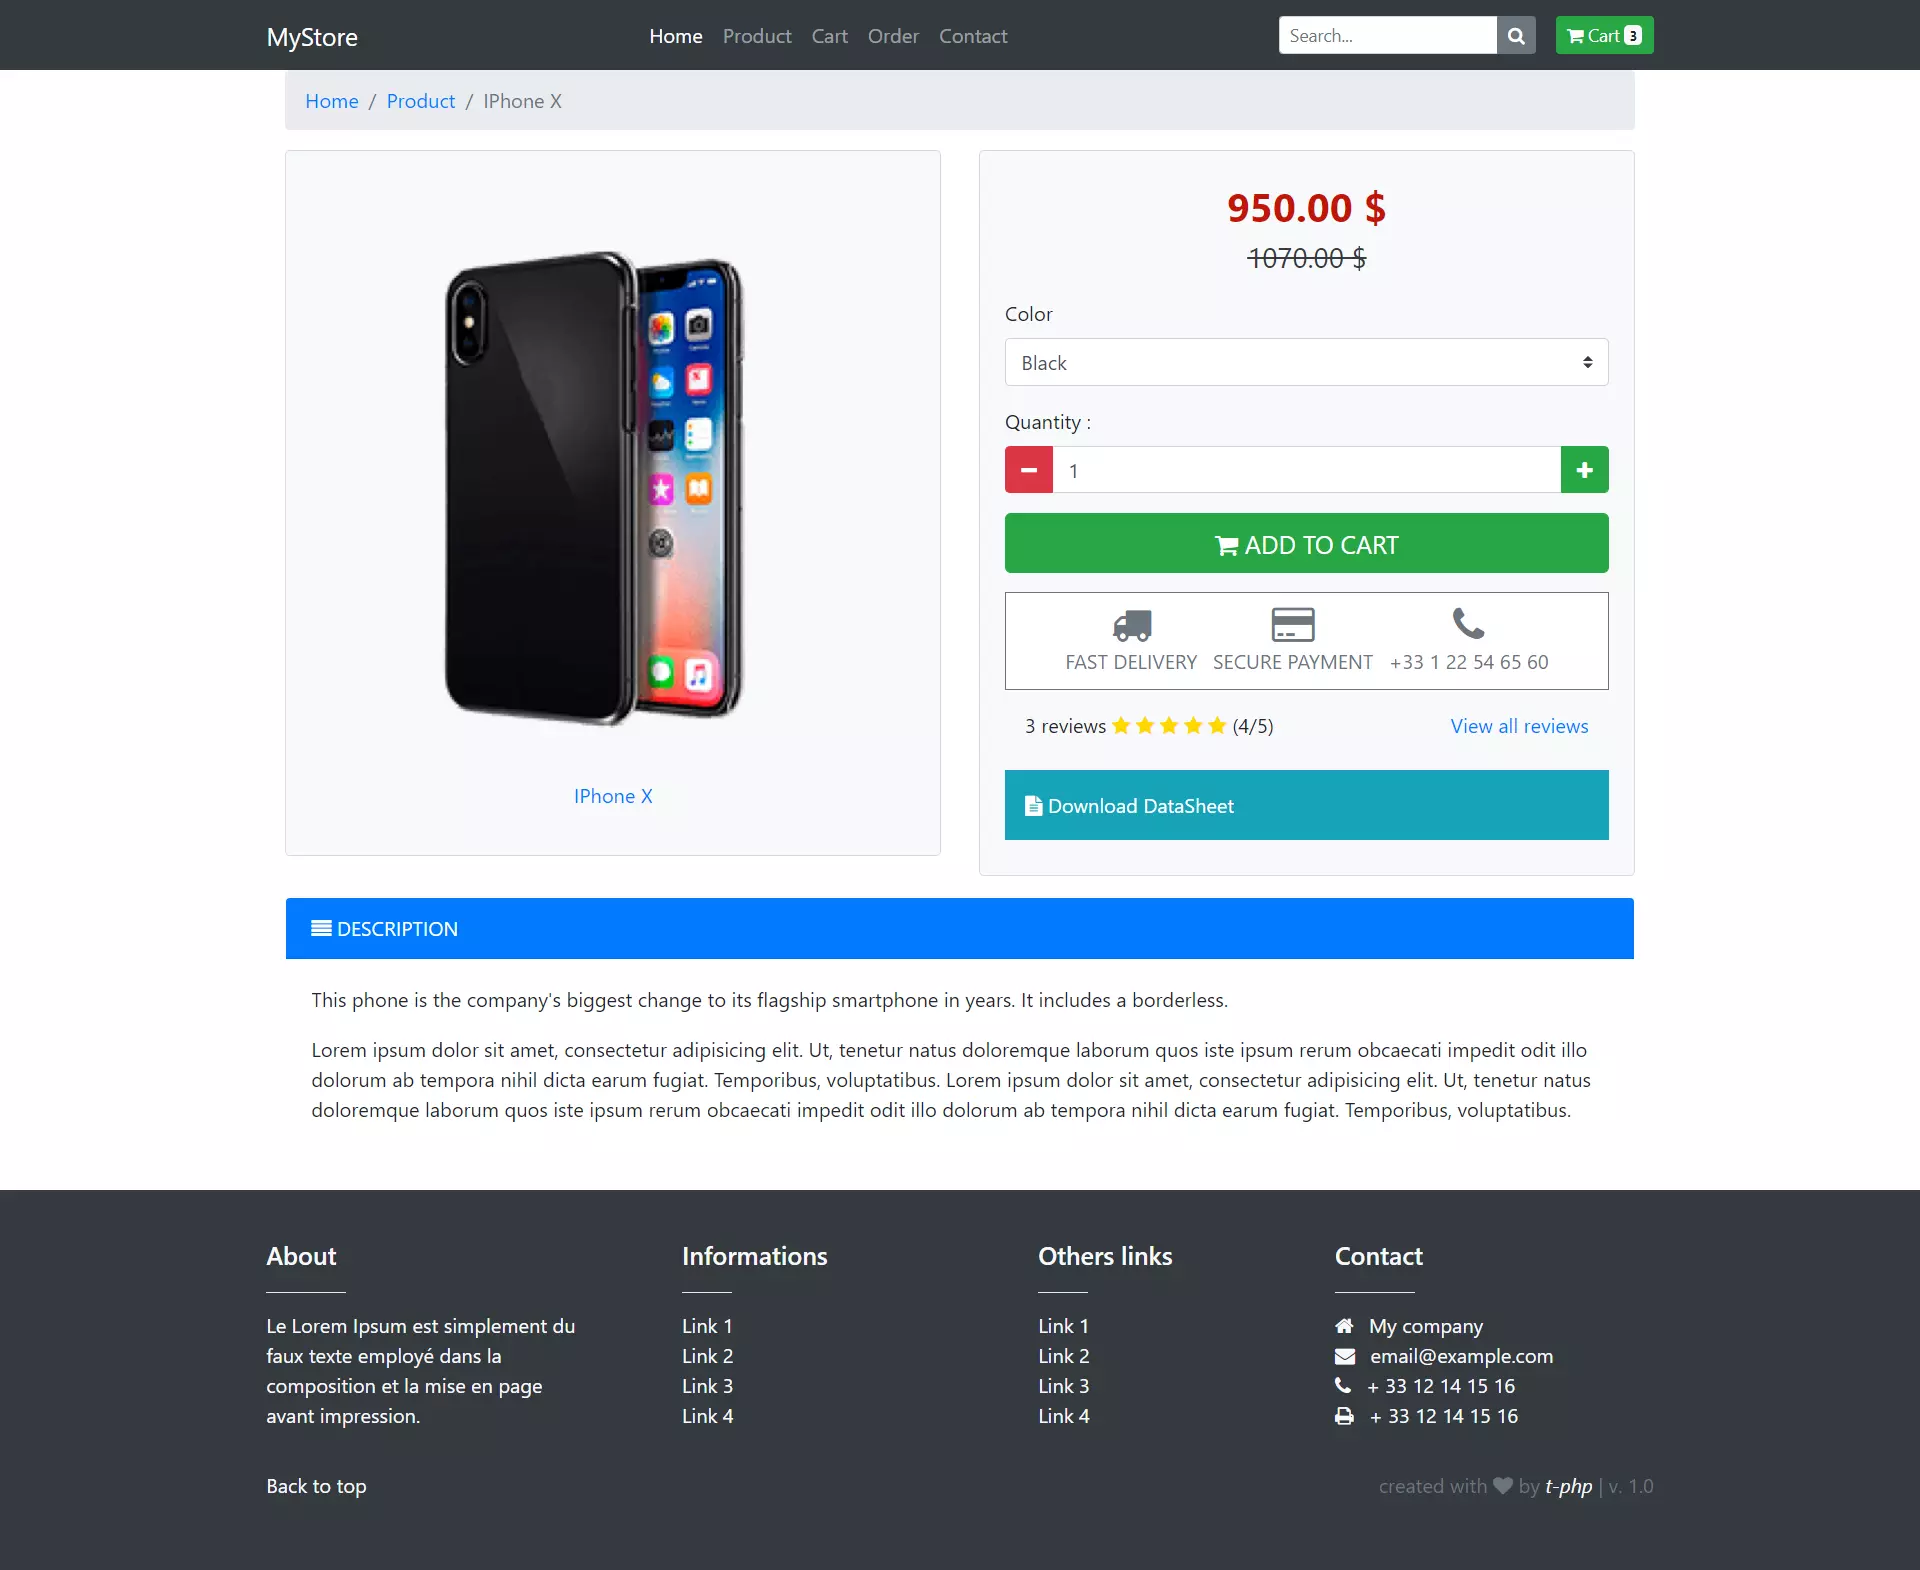 MyStore
Home Product Cart Order Contact
Search...
Cart 3
Home / Product / IPhone X
IPhone X
950.00 $
1070.00 $
Color
Black
Quantity :
1
ADD TO CART
FAST DELIVERY SECURE PAYMENT +33 1 22 54 65 60
3 reviews (4/5) View all reviews
Download DataSheet
DESCRIPTION
This phone is the company's biggest change to its flagship smartphone in years. It includes a borderless.
Lorem ipsum dolor sit amet, consectetur adipisicing elit. Ut, tenetur natus doloremque laborum quos iste ipsum rerum obcaecati impedit odit illo
dolorum ab tempora nihil dicta earum fugiat. Temporibus, voluptatibus. Lorem ipsum dolor sit amet, consectetur adipisicing elit. Ut, tenetur natus
doloremque laborum quos iste ipsum rerum obcaecati impedit odit illo dolorum ab tempora nihil dicta earum fugiat. Temporibus, voluptatibus.
About
Le Lorem Ipsum est simplement du
faux texte employé dans la
composition et la mise en page
avant impression.
Informations
Link 1
Link 2
Link 3
Link 4
Others links
Link 1
Link 2
Link 3
Link 4
Contact
My company
email@example.com
+ 33 12 14 15 16
+ 33 12 14 15 16
Back to top
created with by t-php | v. 1.0